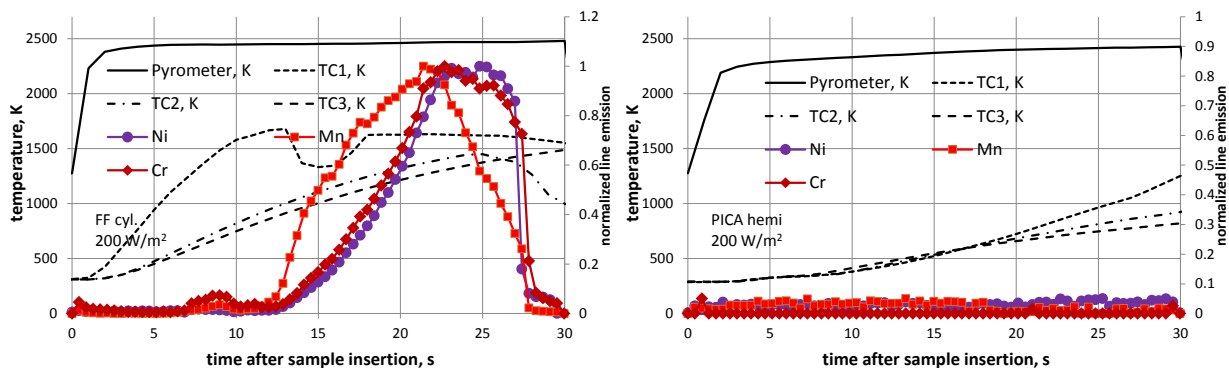 1.2
2500
1
Pyrometer, K
TC1, K
TC2, K
TC3, K
2000
0.8
Ni
Mn
1500
Cr
0.6
temperature, K
normalized line emission
1000
0.4
FF cyl.
200 W/m²
500
0.2
0
0
0 5 10 15 20 25 30
time after sample insertion, s
1
2500
0.9
0.8
Pyrometer, K
TC1, K
2000
0.7
TC2, K
TC3, K
0.6
1500
Ni
Mn
0.5
Cr
temperature, K
normalized line emission
1000
0.4
PICA hemi
0.3
200 W/m²
500
0.2
0.1
0
0
0 5 10 15 20 25 30
time after sample insertion, s